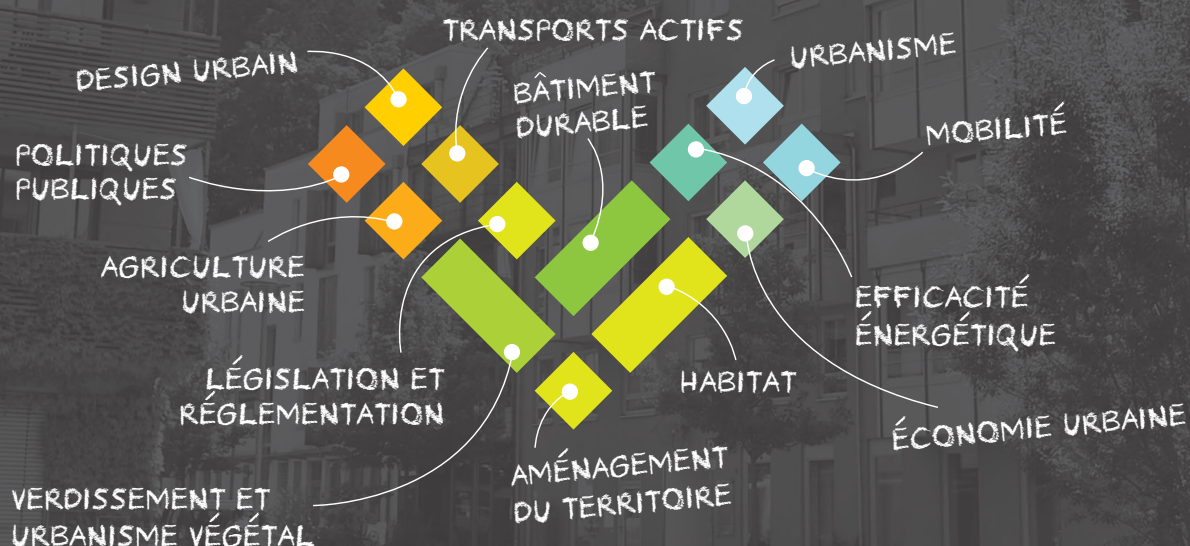 TRANSPORTS ACTIFS
DESIGN URBAIN
URBANISME
BÂTIMENT
DURABLE
MOBILITÉ
POLITIQUES
PUBLIQUES
AGRICULTURE
URBAINE
EFFICACITÉ
ÉNERGÉTIQUE
LÉGISLATION ET
RÉGLEMENTATION
HABITAT
ÉCONOMIE URBAINE
AMÉNAGEMENT
DU TERRITOIRE
VERDISSEMENT ET
URBANISME VÉGÉTAL